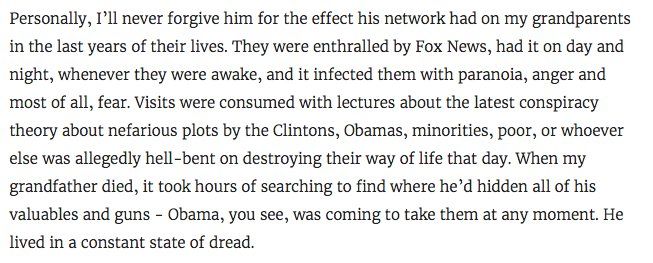 Personally, I’ll never forgive him for the effect his network had on my grandparents
in the last years of their lives. They were enthralled by Fox News, had it on day and
night, whenever they were awake, and it infected them with paranoia, anger and
most of all, fear. Visits were consumed with lectures about the latest conspiracy
theory about nefarious plots by the Clintons, Obamas, minorities, poor, or whoever
else was allegedly hell-bent on destroying their way of life that day. When my
grandfather died, it took hours of searching to find where he’d hidden all of his
valuables and guns - Obama, you see, was coming to take them at any moment. He
lived in a constant state of dread.